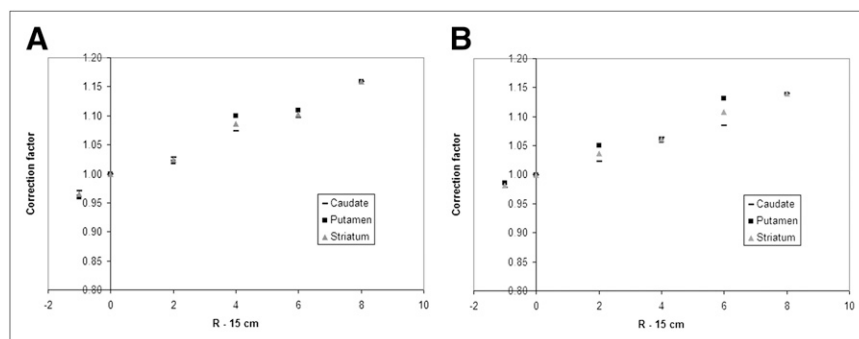 A
Correction factor
1.20
1.15
1.10
1.05
1.00
0.95
0.90
0.85
0.80
-2
0
2
4
6
8
10
R - 15 cm
Caudate
Putamen
Striatum
B
Correction factor
1.20
1.15
1.10
1.05
1.00
0.95
0.90
0.85
0.80
-2
0
2
4
6
8
10
R - 15 cm
Caudate
Putamen
Striatum